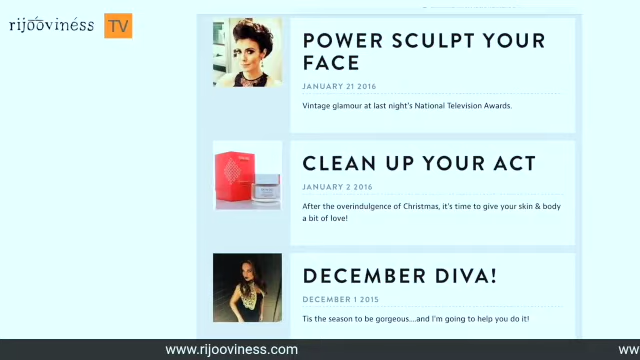 rijooviness TV
POWER SCULPT YOUR
FACE
JANUARY 21 2016
Vintage glamour at last night's National Television Awards.
CLEAN UP YOUR ACT
JANUARY 2 2016
After the overindulgence of Christmas, it's time to give your skin & body
a bit of love!
DECEMBER DIVA!
DECEMBER 1 2015
Tis the season to be gorgeous....and I'm going to help you do it!
www.rijooviness.com
ww